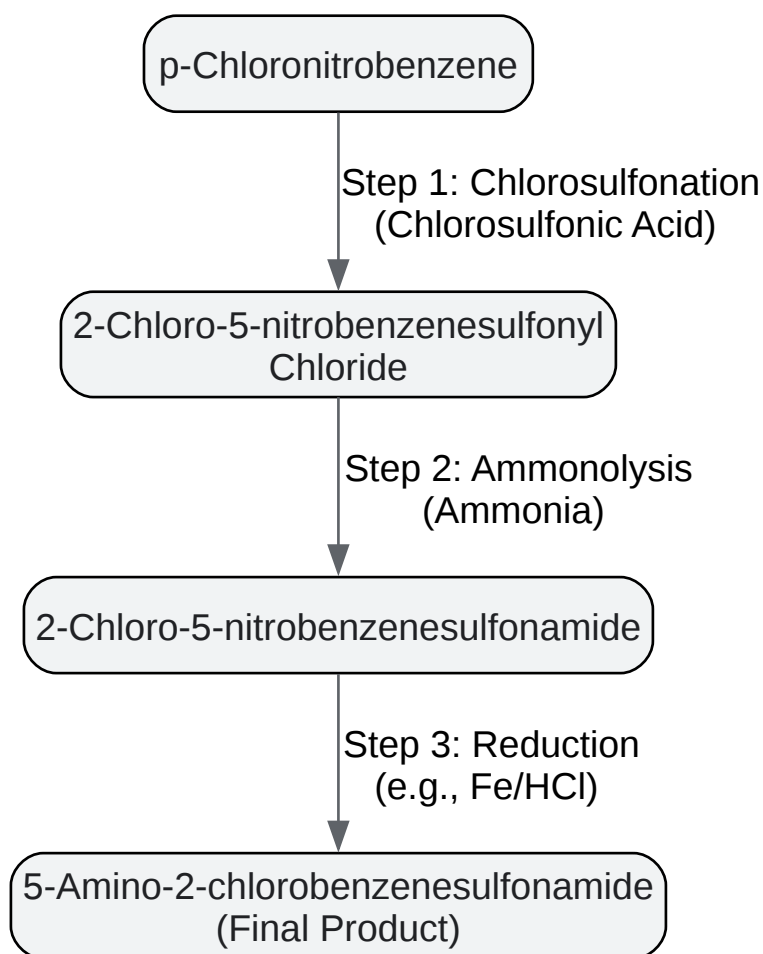 p-Chloronitrobenzene
Step 1: Chlorosulfonation
(Chlorosulfonic Acid)
2-Chloro-5-nitrobenzenesulfonyl
Chloride
Step 2: Ammonolysis
(Ammonia)
2-Chloro-5-nitrobenzenesulfonamide
Step 3: Reduction
(e.g., Fe/HCl)
5-Amino-2-chlorobenzenesulfonamide
(Final Product)